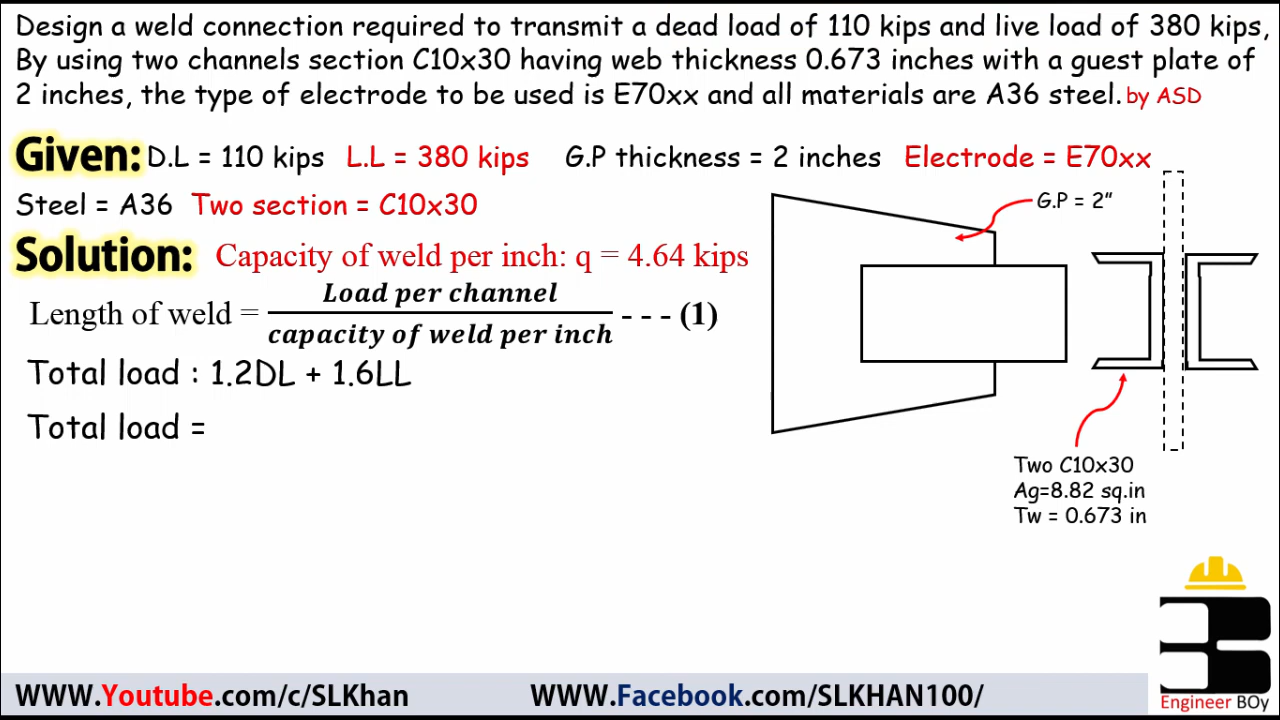 Design a weld connection required to transmit a dead load of 110 kips and live load of 380 kips,
By using two channels section C10x30 having web thickness 0.673 inches with a guest plate of
2 inches, the type of electrode to be used is E70xx and all materials are A36 steel. by ASD
Given: D.L = 110 kips L.L = 380 kips G.P thickness = 2 inches Electrode = E70xx
Steel = A36 Two section = C10x30
G.P = 2”
Solution: Capacity of weld per inch: q = 4.64 kips
Load per channel
Length of weld = - - - (1)
capacity of weld per inch
Total load : 1.2DL + 1.6LL
Total load =
Two C10x30
Ag=8.82 sq.in
Tw = 0.673 in
WWW.Youtube.com/c/SLKhan WWW.Facebook.com/SLKHAN100/
Engineer BOy